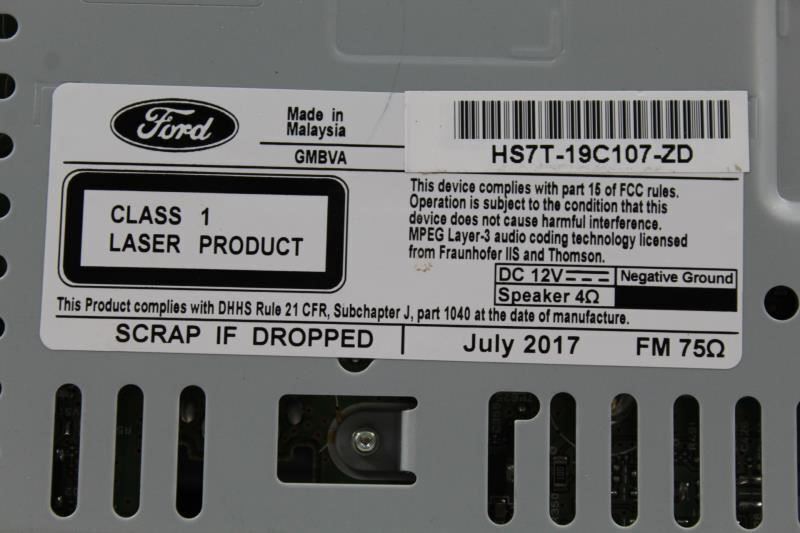 Ford
Made in
Malaysia
GMBVA
HS7T-19C107-ZD
CLASS 1
LASER PRODUCT
This device complies with part 15 of FCC rules.
Operation is subject to the condition that this
device does not cause harmful interference.
MPEG Layer-3 audio coding technology licensed
from Fraunhofer IIS and Thomson.
DC 12V
Negative Ground
Speaker 4Ω
This Product complies with DHHS Rule 21 CFR, Subchapter J, part 1040 at the date of manufacture.
SCRAP IF DROPPED
July 2017
FM 75Ω